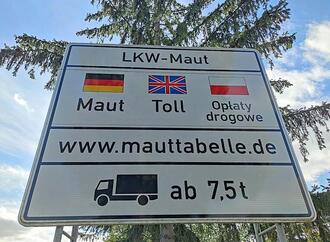 LKW-Maut
Maut Toll Opłaty
drogowe
www.mauttabelle.de
ab 7,5t